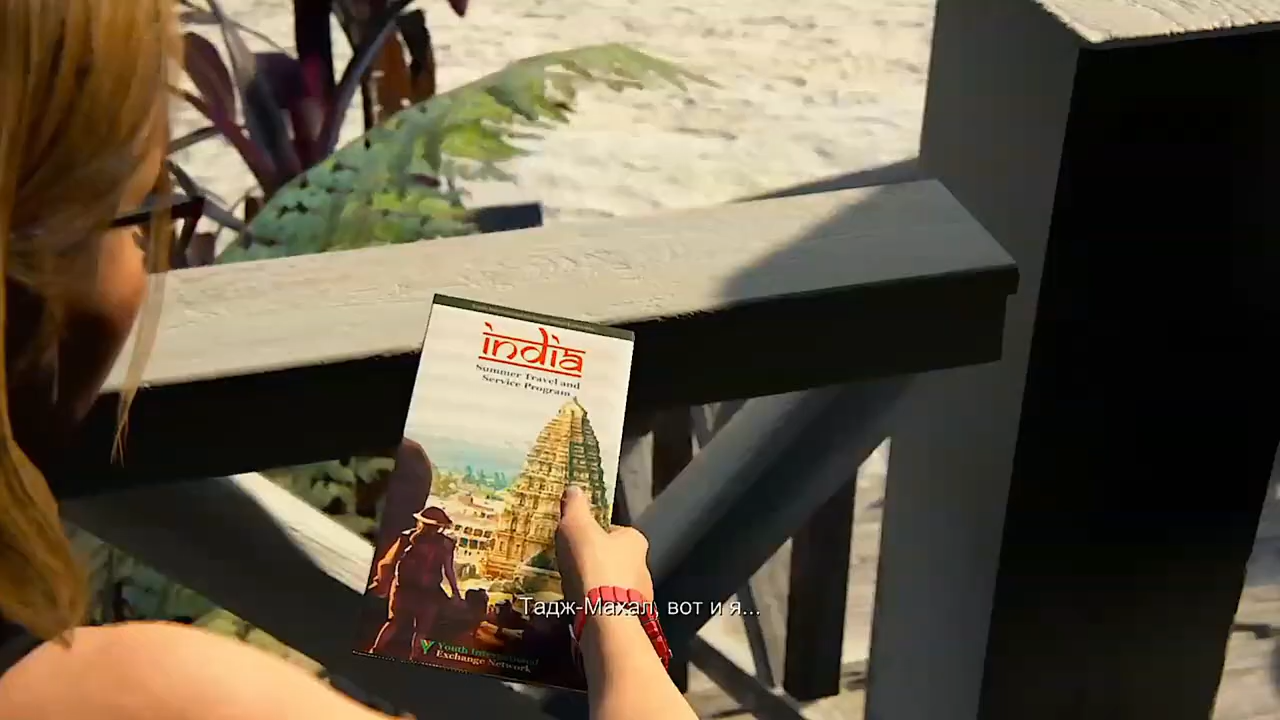 india
Summer Travel and
Service Program
Тадж-Махал, вот и я...
Youth International
Exchange Network